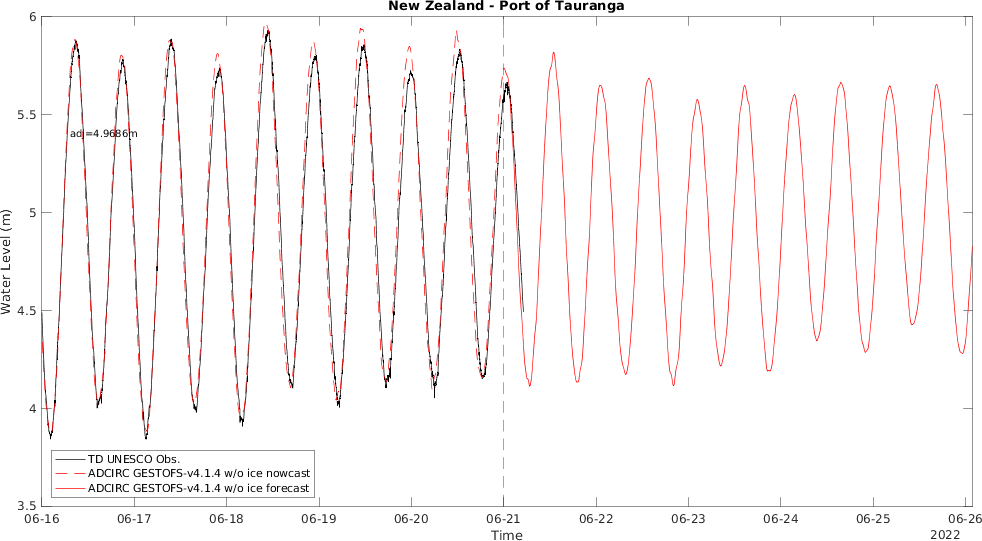 New Zealand - Port of Tauranga
6
5.5
5
4.5
4
3.5
Water Level (m)
adj=4.9686m
TD UNESCO Obs.
ADCIRC GESTOFS-v4.1.4 w/o ice nowcast
ADCIRC GESTOFS-v4.1.4 w/o ice forecast
06-16 06-17 06-18 06-19 06-20 06-21 06-22 06-23 06-24 06-25 06-26
Time
2022